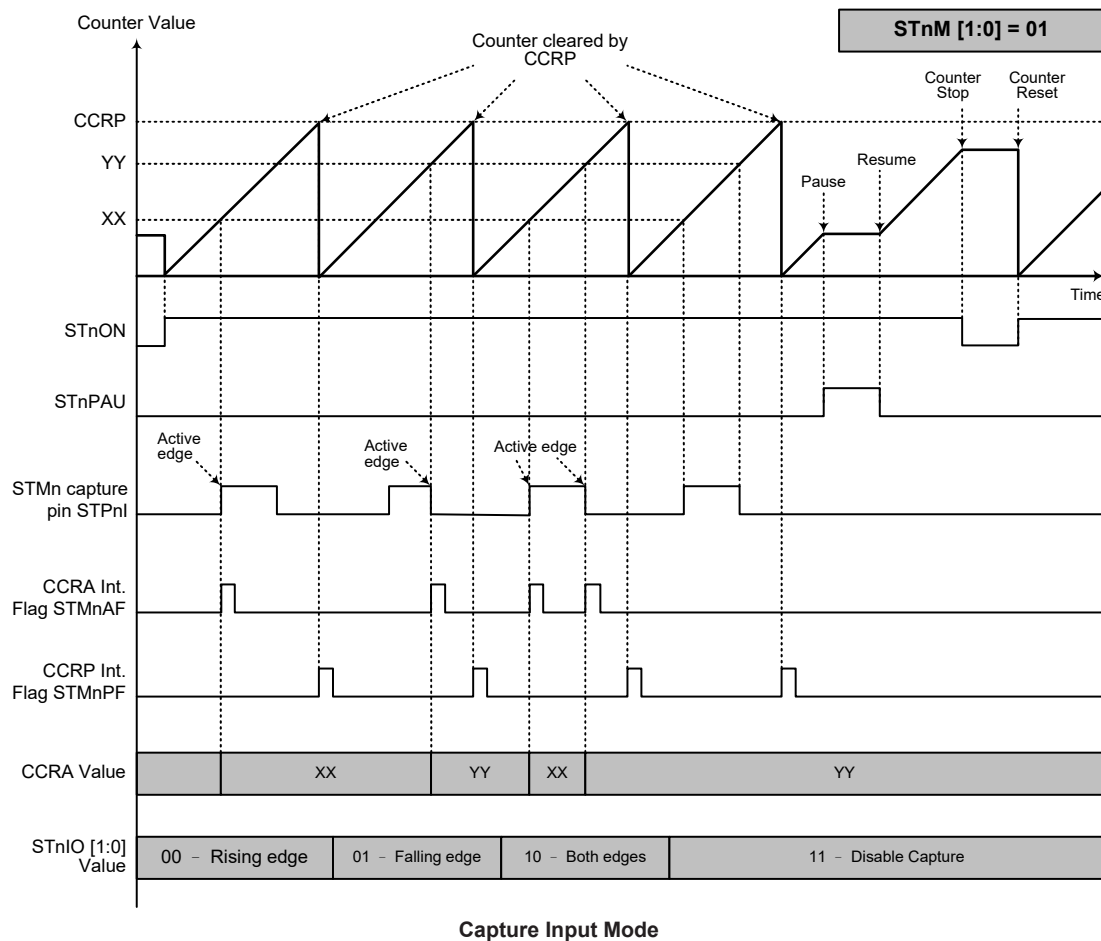 Counter Value
STnM [1:0] = 01
Counter cleared by
CCRP
Counter
Stop
Counter
Reset
CCRP
YY
XX
Pause
Resume
Time
STnON
STnPAU
Active
edge
Active
edge
Active edge
STMn capture
pin STPnI
CCRA Int.
Flag STMnAF
CCRP Int.
Flag STMnPF
CCRA Value
XX
YY
XX
YY
STnIO [1:0]
Value
00 – Rising edge
01 – Falling edge
10 – Both edges
11 – Disable Capture
Capture Input Mode